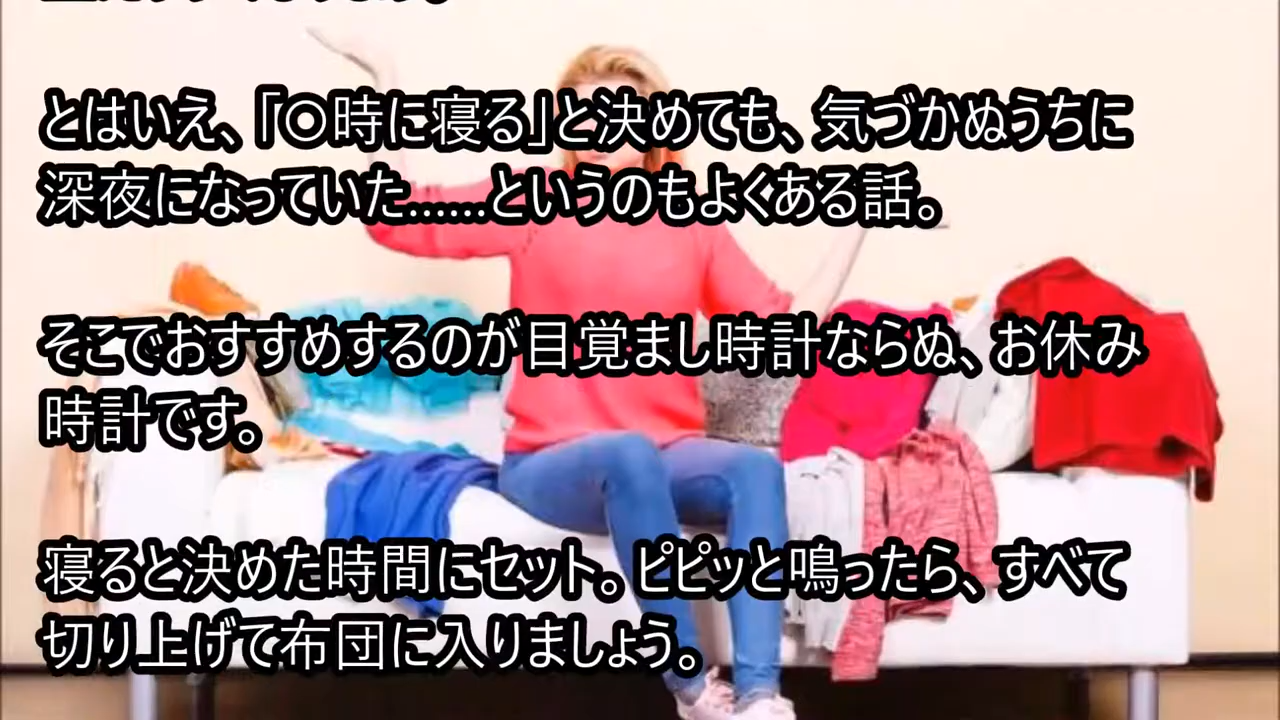 とはいえ、「〇時に寝る」と決めても、気づかぬうちに
深夜になっていた……というのもよくある話。
そこでおすすめするのが目覚まし時計ならぬ、お休み
時計です。
寝ると決めた時間にセット。ピピッと鳴ったら、すべて
切り上げて布団に入りましょう。